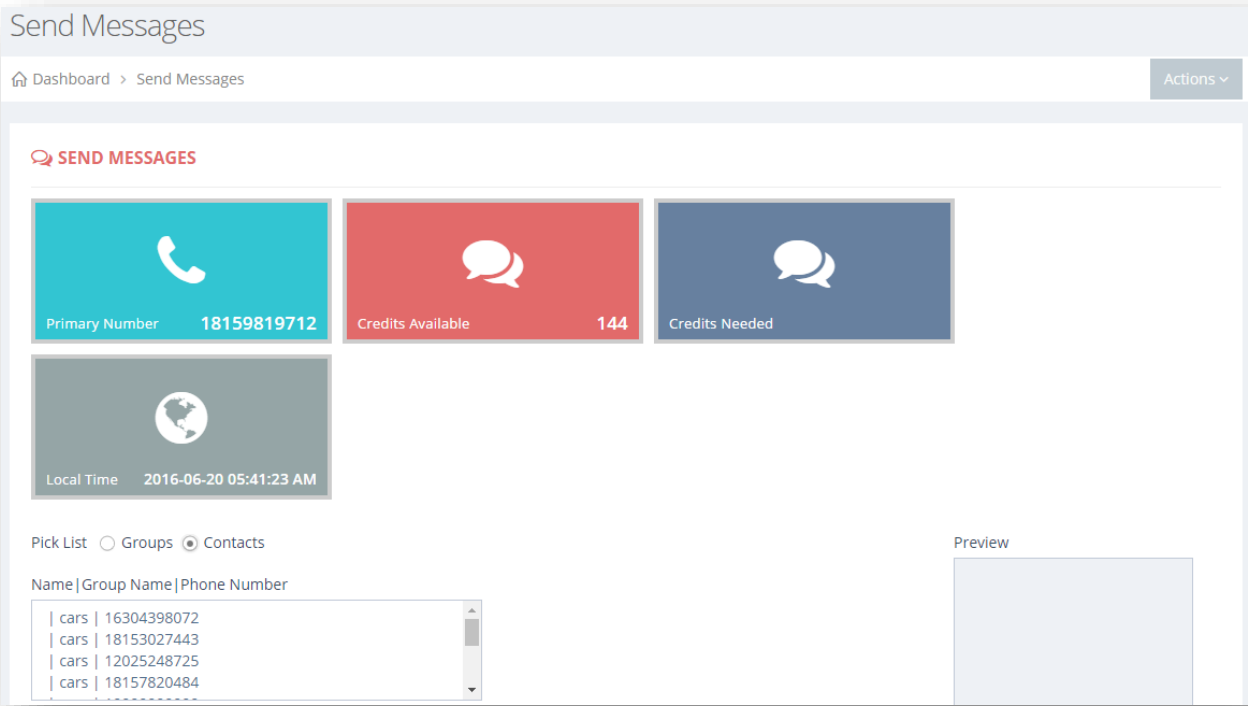 Send Messages
Dashboard > Send Messages
Actions
SEND MESSAGES
Primary Number 18159819712
Credits Available 144
Credits Needed
Local Time 2016-06-20 05:41:23 AM
Pick List Groups Contacts
Preview
Name|Group Name|Phone Number
| cars | 16304398072
| cars | 18153027443
| cars | 12025248725
| cars | 18157820484